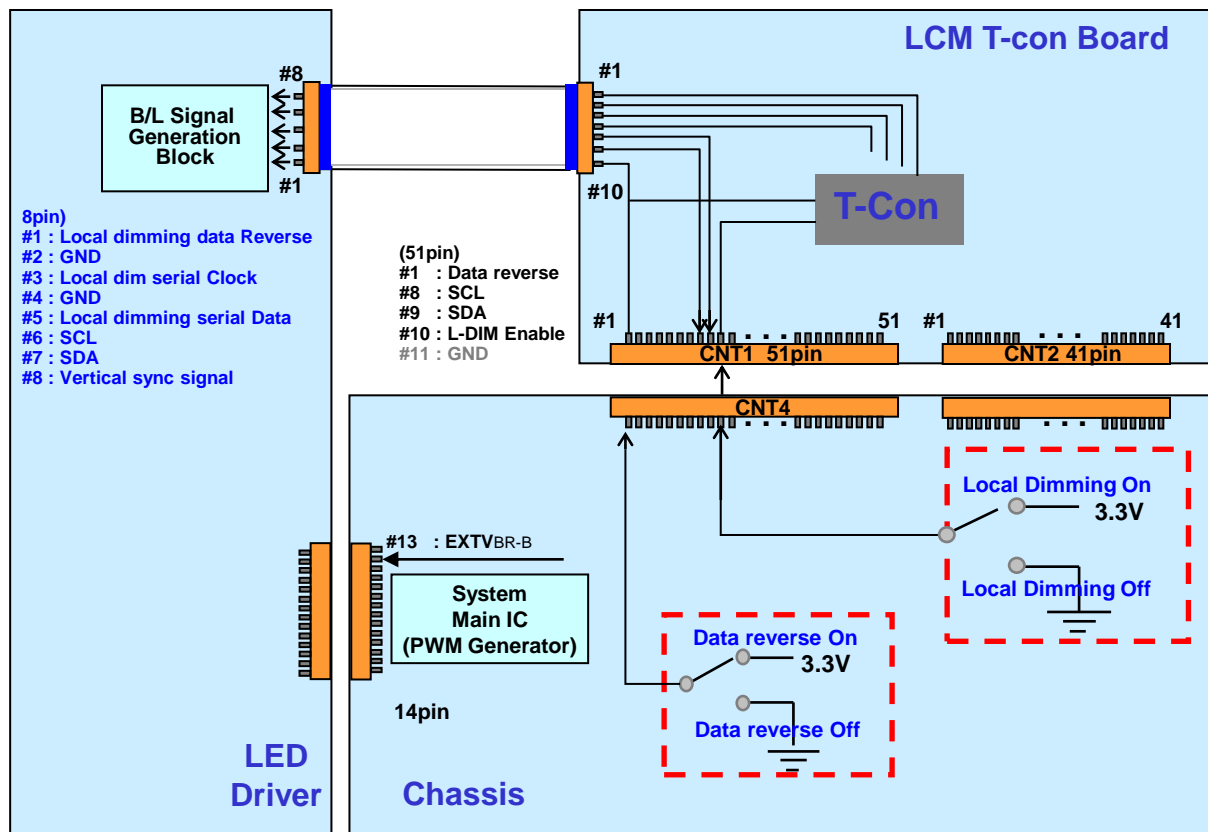 LCM T-con Board
#8
#1
B/L Signal
Generation
Block
#1
#10
T-Con
8pin)
#1 : Local dimming data Reverse
#2 : GND
#3 : Local dim serial Clock
#4 : GND
#5 : Local dimming serial Data
#6 : SCL
#7 : SDA
#8 : Vertical sync signal
(51pin)
#1 : Data reverse
#8 : SCL
#9 : SDA
#10 : L-DIM Enable
#11 : GND
#1
51
#1
41
CNT1 51pin
CNT2 41pin
CNT4
Local Dimming On
3.3V
Local Dimming Off
#13 : EXTVBR-B
System
Main IC
(PWM Generator)
Data reverse On
3.3V
Data reverse Off
14pin
LED
Driver
Chassis